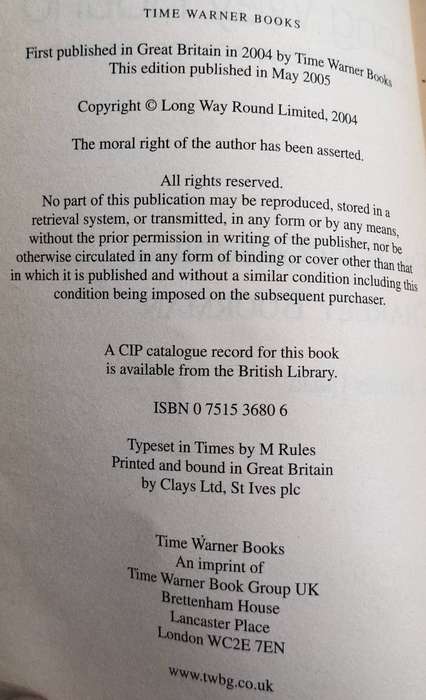 TIME WARNER BOOKS
First published in Great Britain in 2004 by Time Warner Books
This edition published in May 2005
Copyright © Long Way Round Limited, 2004
The moral right of the author has been asserted.
All rights reserved.
No part of this publication may be reproduced, stored in a
retrieval system, or transmitted, in any form or by any means,
without the prior permission in writing of the publisher, nor be
otherwise circulated in any form of binding or cover other than that
in which it is published and without a similar condition including this
condition being imposed on the subsequent purchaser.
A CIP catalogue record for this book
is available from the British Library.
ISBN 0 7515 3680 6
Typeset in Times by M Rules
Printed and bound in Great Britain
by Clays Ltd, St Ives plc
Time Warner Books
An imprint of
Time Warner Book Group UK
Brettenham House
Lancaster Place
London WC2E 7EN
www.twbg.co.uk